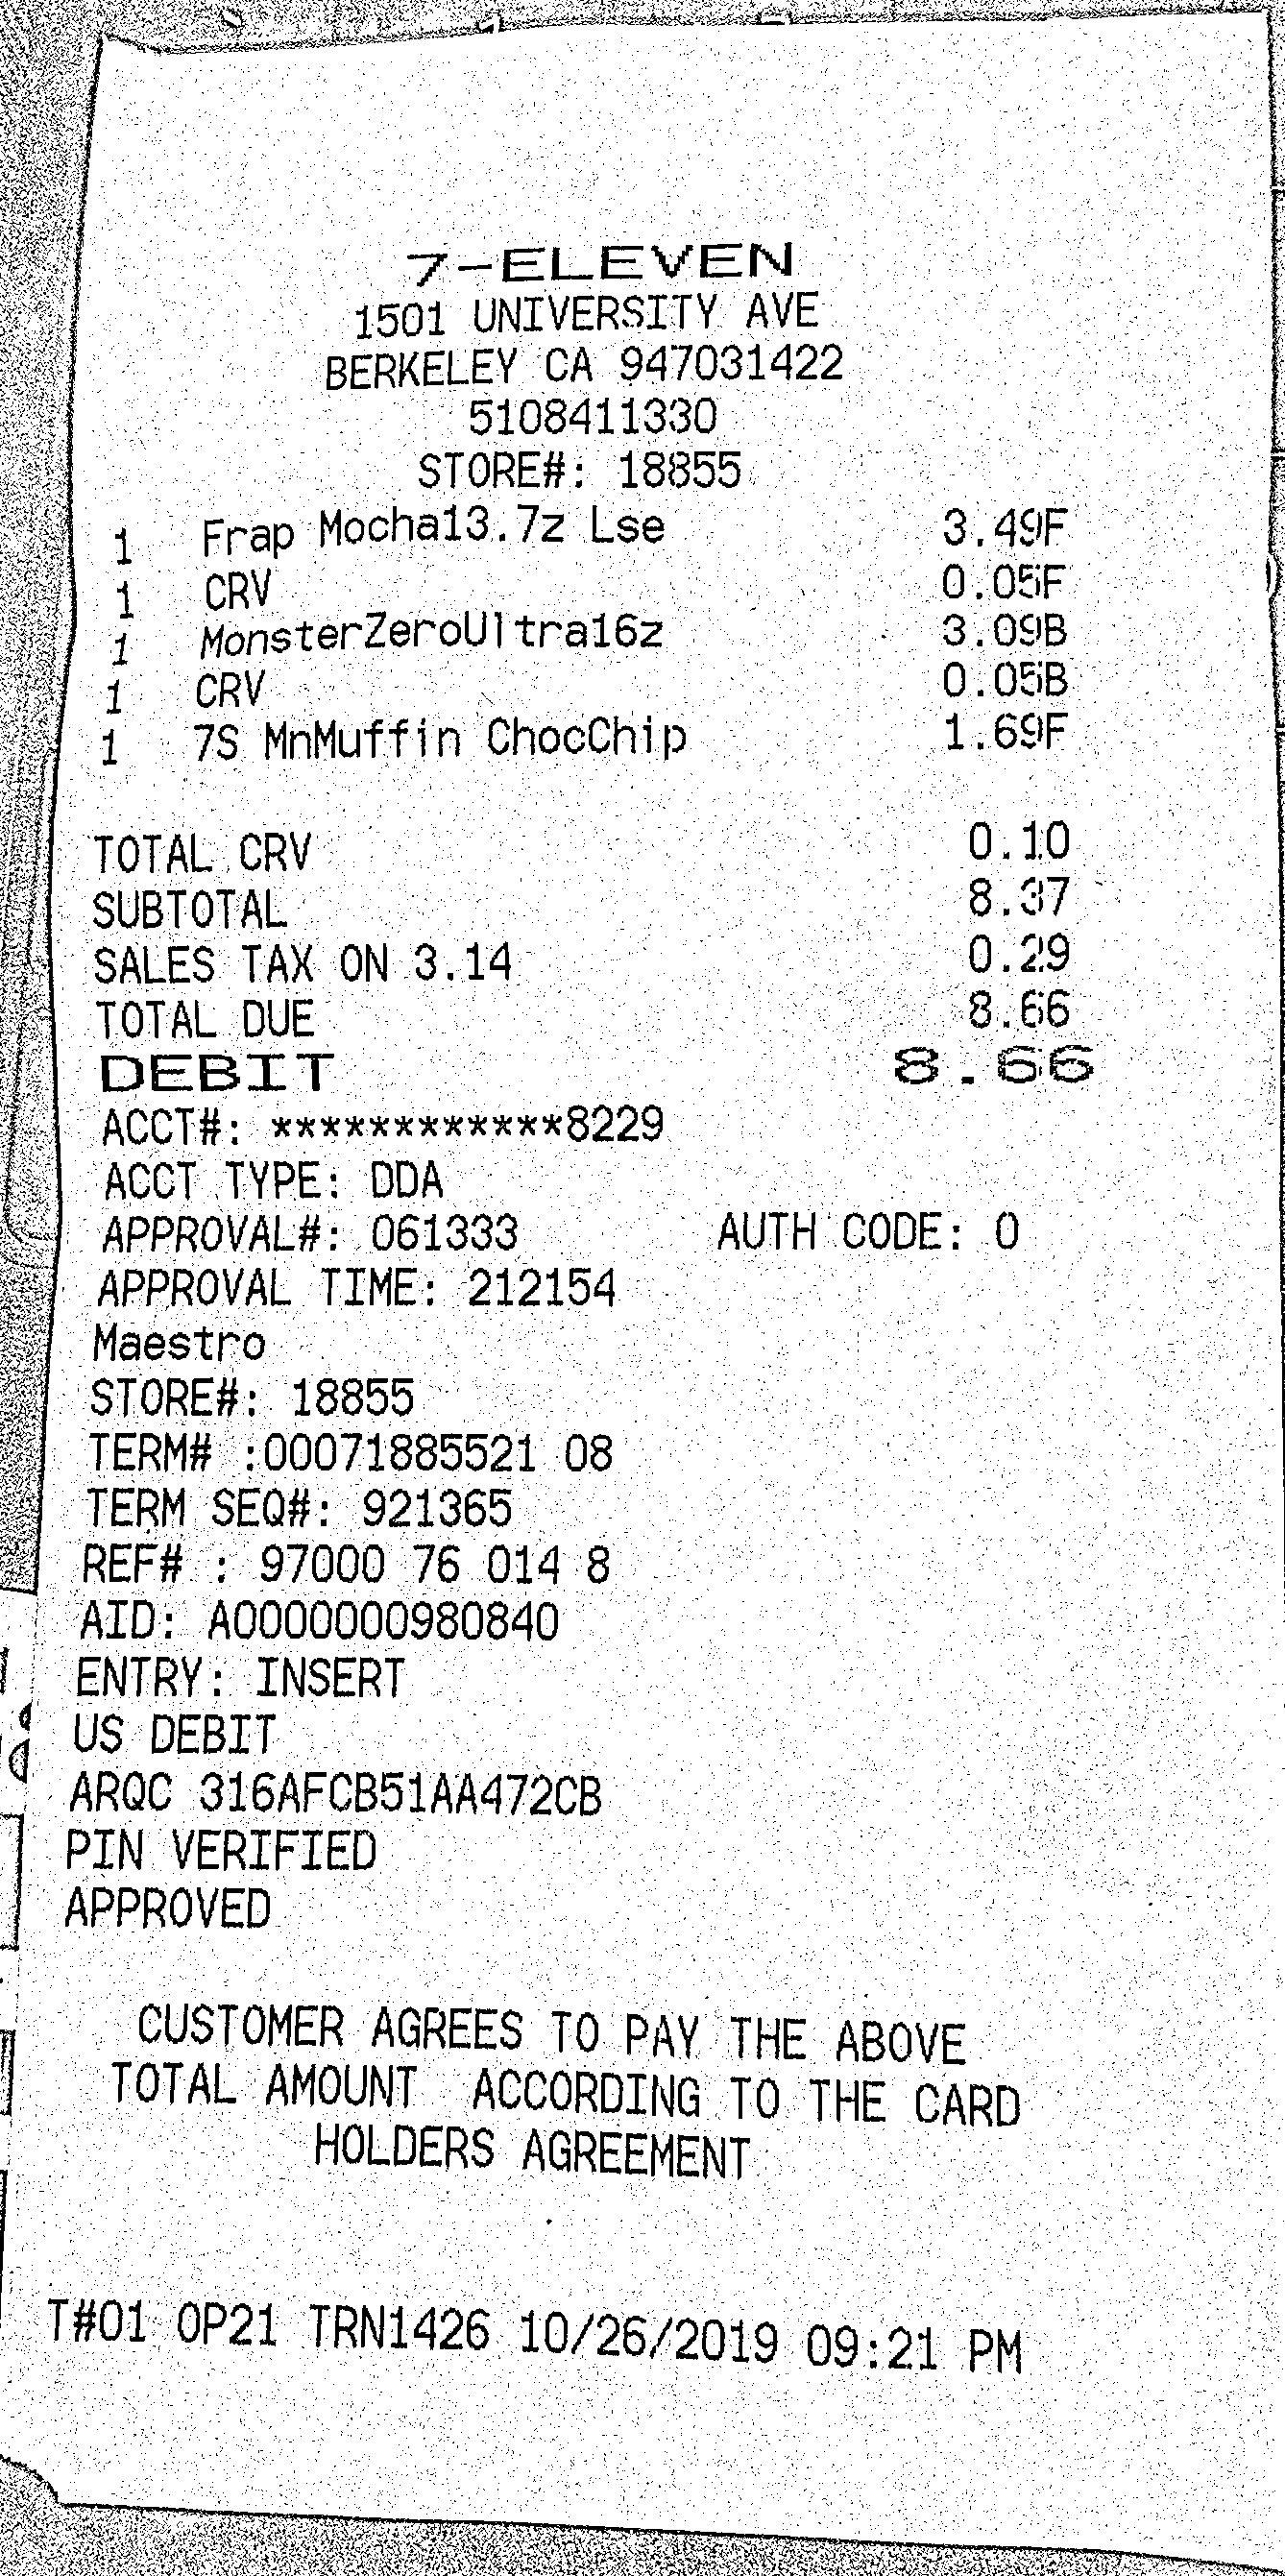 7-ELEVEN
1501 UNIVERSITY AVE
BERKELEY CA 947031422
5108411330
STORE#: 18855
1 Frap Mocha13.7z Lse 3.49F
1 CRV 0.05F
1 MonsterZeroUltra16z 3.09B
1 CRV 0.05B
1 7S MnMuffin ChocChip 1.69F
TOTAL CRV 0.10
SUBTOTAL 8.37
SALES TAX ON 3.14 0.29
TOTAL DUE 8.66
DEBIT 8.66
ACCT#: ************8229
ACCT TYPE: DDA
APPROVAL#: 061333 AUTH CODE: 0
APPROVAL TIME: 212154
Maestro
STORE#: 18855
TERM# :00071885521 08
TERM SEQ#: 921365
REF# : 97000 76 014 8
AID: A0000000980840
ENTRY: INSERT
US DEBIT
ARQC 316AFCB51AA472CB
PIN VERIFIED
APPROVED
CUSTOMER AGREES TO PAY THE ABOVE
TOTAL AMOUNT ACCORDING TO THE CARD
HOLDERS AGREEMENT
T#01 OP21 TRN1426 10/26/2019 09:21 PM